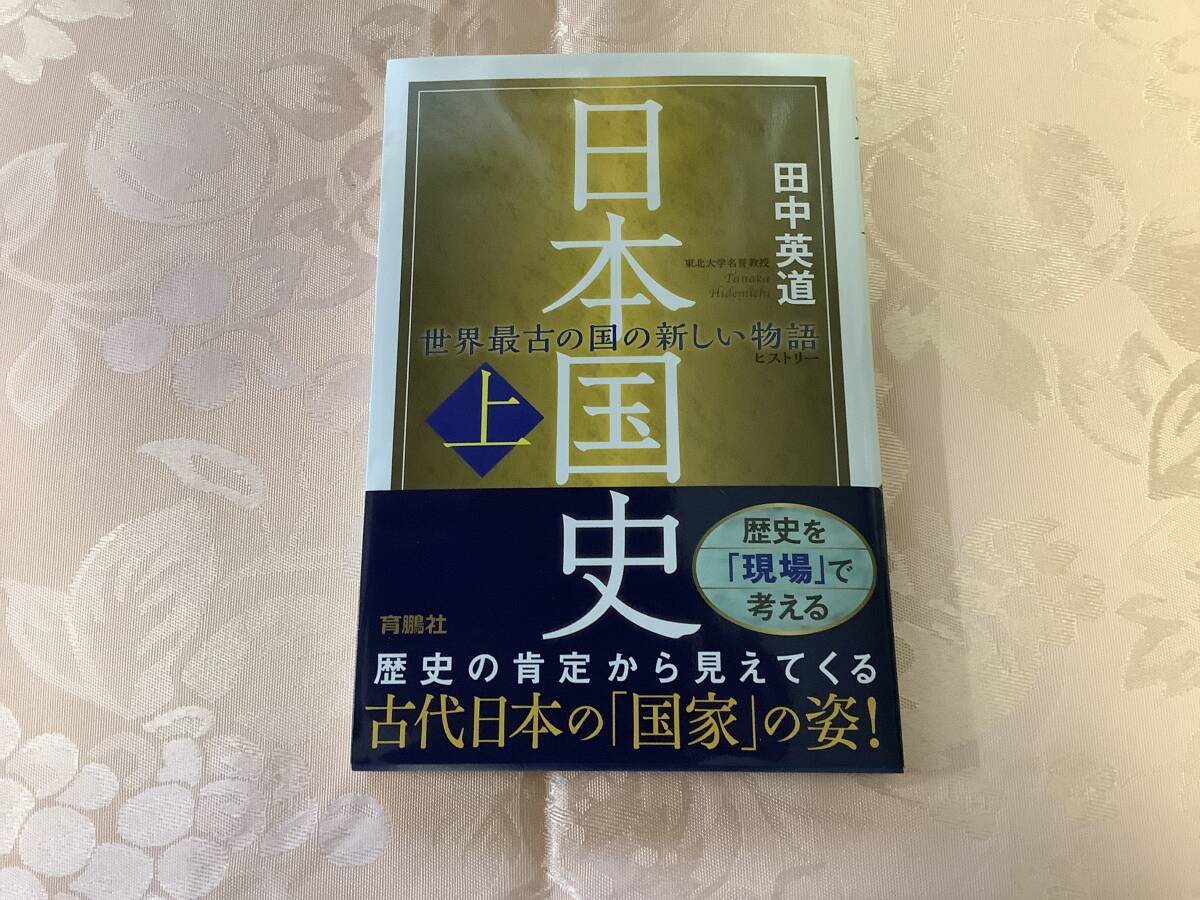 日本国史
田中英道
東北大学名誉教授
Tanaka
Hidemichi
世界最古の国の新しい物語
ヒストリー
上
歴史を
「現場」で
考える
育鵬社
歴史の肯定から見えてくる
古代日本の「国家」の姿!